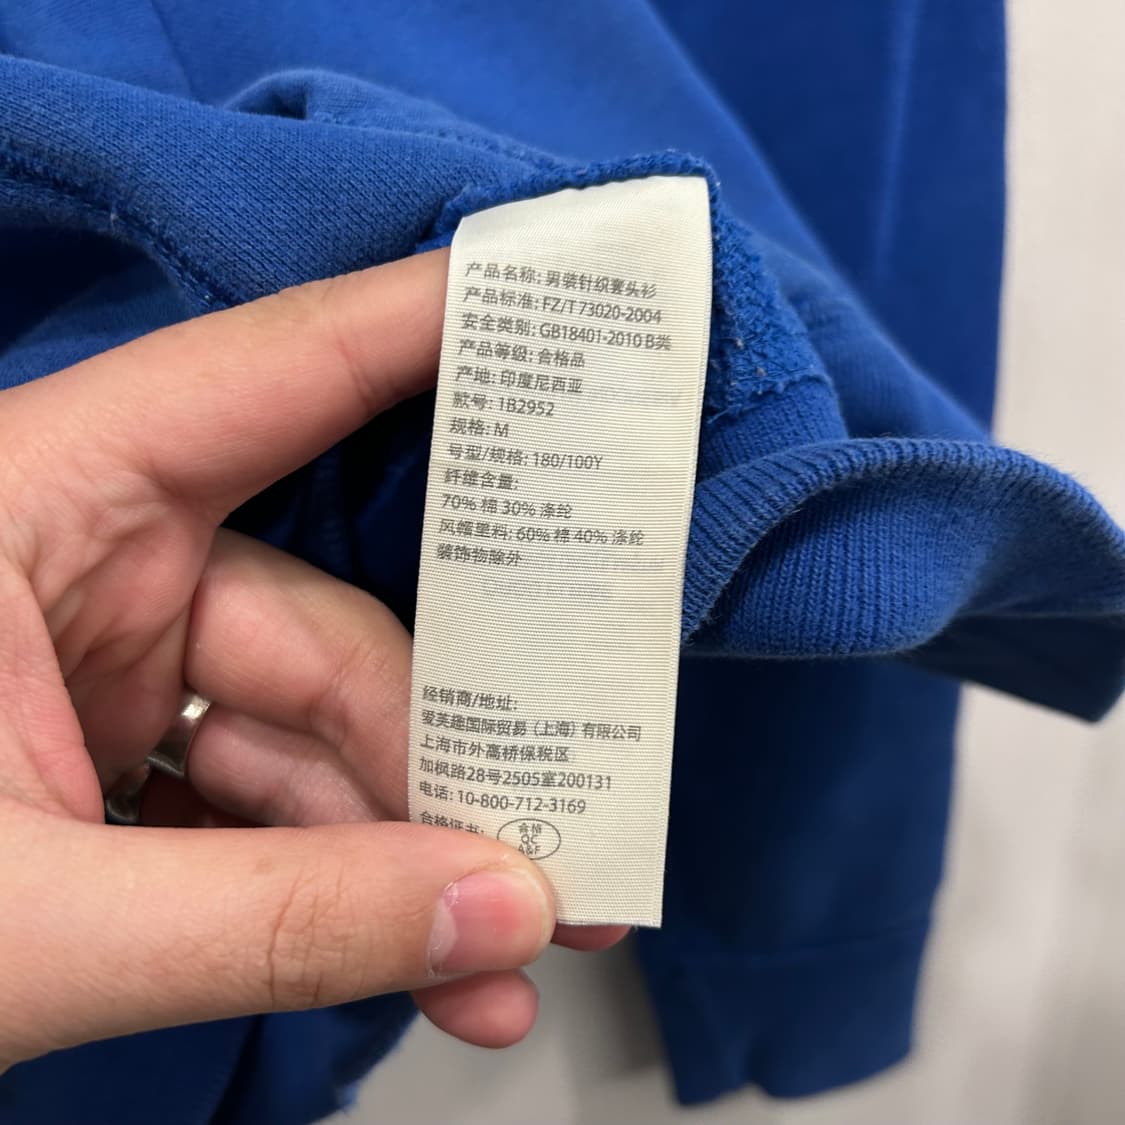 产品名称: 男装针织套头衫
产品标准: FZ/T 73020-2004
安全类别: GB18401-2010 B类
产品等级: 合格品
产地: 印度尼西亚
款号: 1B2952
规格: M
号型/规格: 180/100Y
纤维含量:
70% 棉 30% 涤纶
风帽里料: 60% 棉 40% 涤纶
装饰物除外
经销商/地址:
爱芙趣国际贸易 (上海) 有限公司
上海市外高桥保税区
加枫路28号2505室200131
电话: 10-800-712-3169
合格证书:
合格
QC
A&F